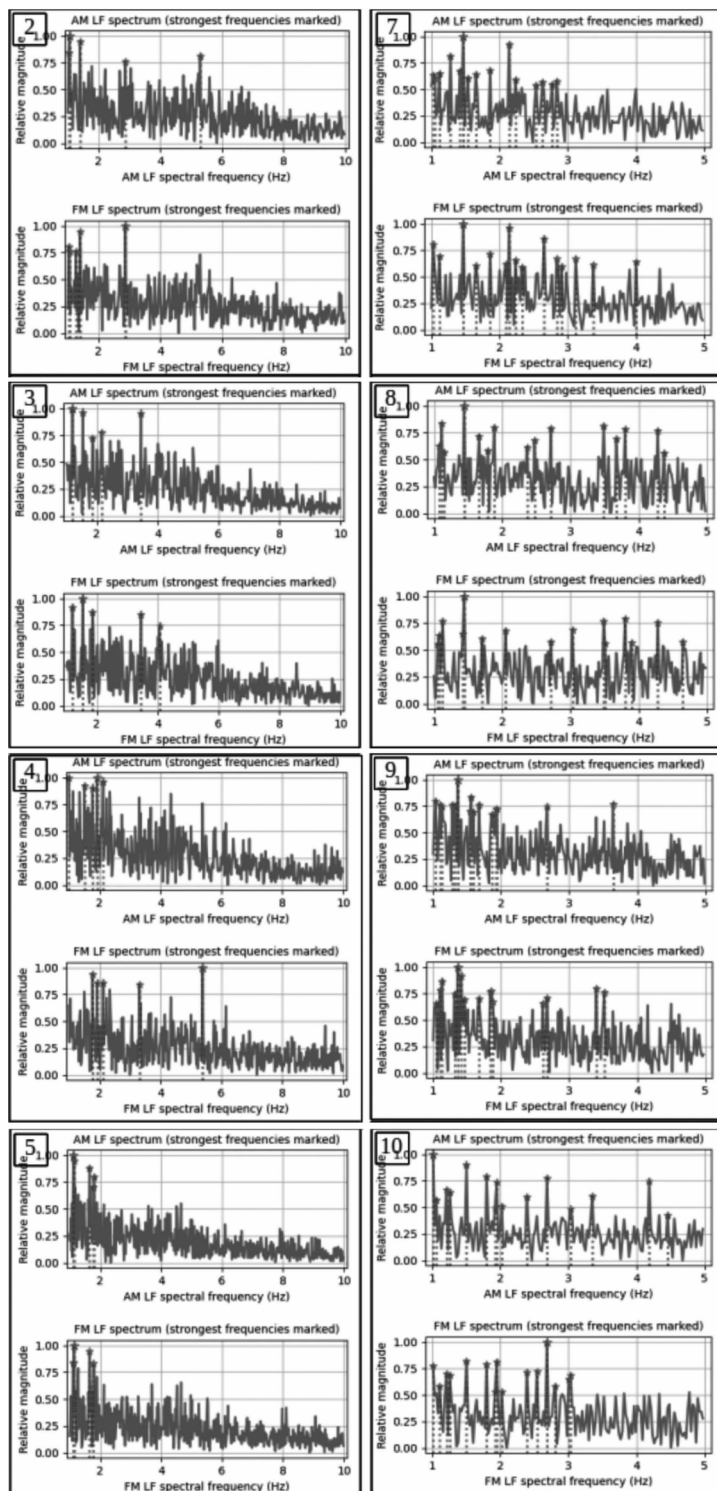 2
AM LF spectrum (strongest frequencies marked)
Relative magnitude
1.00
0.75
0.50
0.25
0.00
2 4 6 8 10
AM LF spectral frequency (Hz)
FM LF spectrum (strongest frequencies marked)
Relative magnitude
1.00
0.75
0.50
0.25
0.00
2 4 6 8 10
FM LF spectral frequency (Hz)
3
AM LF spectrum (strongest frequencies marked)
Relative magnitude
1.00
0.75
0.50
0.25
0.00
2 4 6 8 10
AM LF spectral frequency (Hz)
FM LF spectrum (strongest frequencies marked)
Relative magnitude
1.00
0.75
0.50
0.25
0.00
2 4 6 8 10
FM LF spectral frequency (Hz)
4
AM LF spectrum (strongest frequencies marked)
Relative magnitude
1.00
0.75
0.50
0.25
0.00
2 4 6 8 10
AM LF spectral frequency (Hz)
FM LF spectrum (strongest frequencies marked)
Relative magnitude
1.00
0.75
0.50
0.25
0.00
2 4 6 8 10
FM LF spectral frequency (Hz)
5
AM LF spectrum (strongest frequencies marked)
Relative magnitude
1.00
0.75
0.50
0.25
0.00
2 4 6 8 10
AM LF spectral frequency (Hz)
FM LF spectrum (strongest frequencies marked)
Relative magnitude
1.00
0.75
0.50
0.25
0.00
2 4 6 8 10
FM LF spectral frequency (Hz)
7
AM LF spectrum (strongest frequencies marked)
Relative magnitude
1.00
0.75
0.50
0.25
0.00
1 2 3 4 5
AM LF spectral frequency (Hz)
FM LF spectrum (strongest frequencies marked)
Relative magnitude
1.00
0.75
0.50
0.25
0.00
1 2 3 4 5
FM LF spectral frequency (Hz)
8
AM LF spectrum (strongest frequencies marked)
Relative magnitude
1.00
0.75
0.50
0.25
0.00
1 2 3 4 5
AM LF spectral frequency (Hz)
FM LF spectrum (strongest frequencies marked)
Relative magnitude
1.00
0.75
0.50
0.25
0.00
1 2 3 4 5
FM LF spectral frequency (Hz)
9
AM LF spectrum (strongest frequencies marked)
Relative magnitude
1.00
0.75
0.50
0.25
0.00
1 2 3 4 5
AM LF spectral frequency (Hz)
FM LF spectrum (strongest frequencies marked)
Relative magnitude
1.00
0.75
0.50
0.25
0.00
1 2 3 4 5
FM LF spectral frequency (Hz)
10
AM LF spectrum (strongest frequencies marked)
Relative magnitude
1.00
0.75
0.50
0.25
0.00
1 2 3 4 5
AM LF spectral frequency (Hz)
FM LF spectrum (strongest frequencies marked)
Relative magnitude
1.00
0.75
0.50
0.25
0.00
1 2 3 4 5
FM LF spectral frequency (Hz)